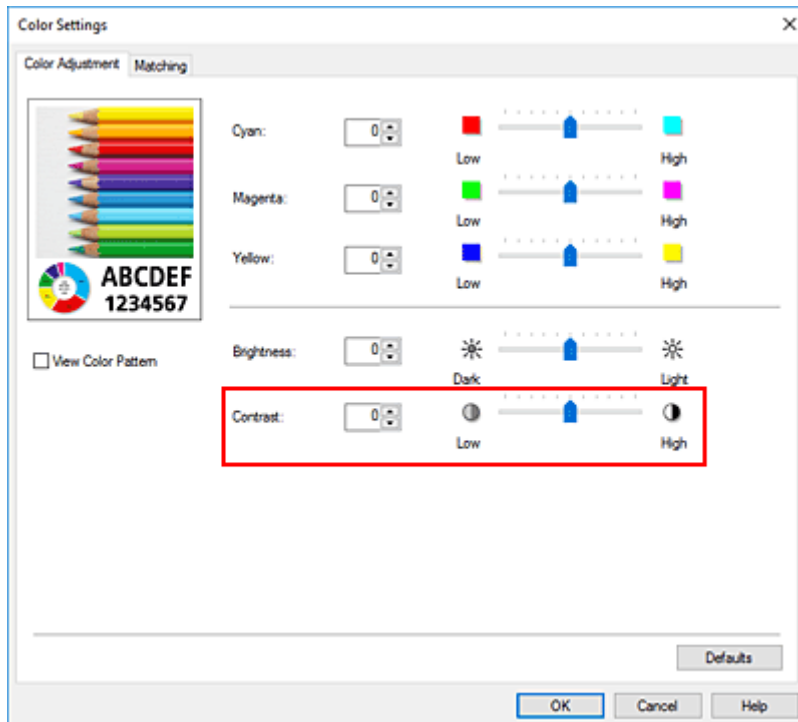 Color Settings
Color Adjustment Matching
Cyan: 0
Low High
Magenta: 0
Low High
Yellow: 0
Low High
ABCDEF
1234567
View Color Pattern
Brightness: 0
Dark Light
Contrast: 0
Low High
Defaults
OK Cancel Help